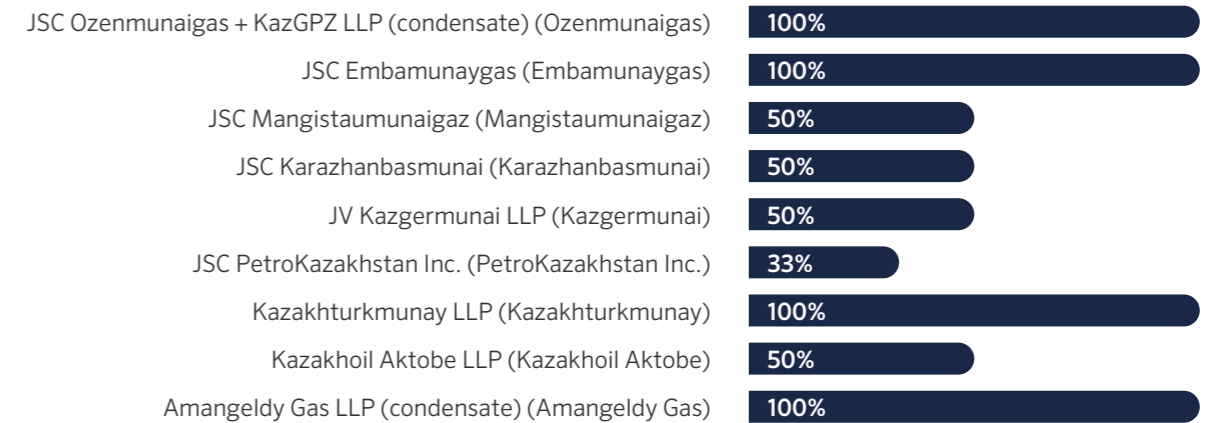 JSC Ozenmunaigas + KazGPZ LLP (condensate) (Ozenmunaigas) 100%
JSC Embamunaygas (Embamunaygas) 100%
JSC Mangistaumunaigaz (Mangistaumunaigaz) 50%
JSC Karazhanbasmunai (Karazhanbasmunai) 50%
JV Kazgermunai LLP (Kazgermunai) 50%
JSC PetroKazakhstan Inc. (PetroKazakhstan Inc.) 33%
Kazakhturkmunay LLP (Kazakhturkmunay) 100%
Kazakhoil Aktobe LLP (Kazakhoil Aktobe) 50%
Amangeldy Gas LLP (condensate) (Amangeldy Gas) 100%